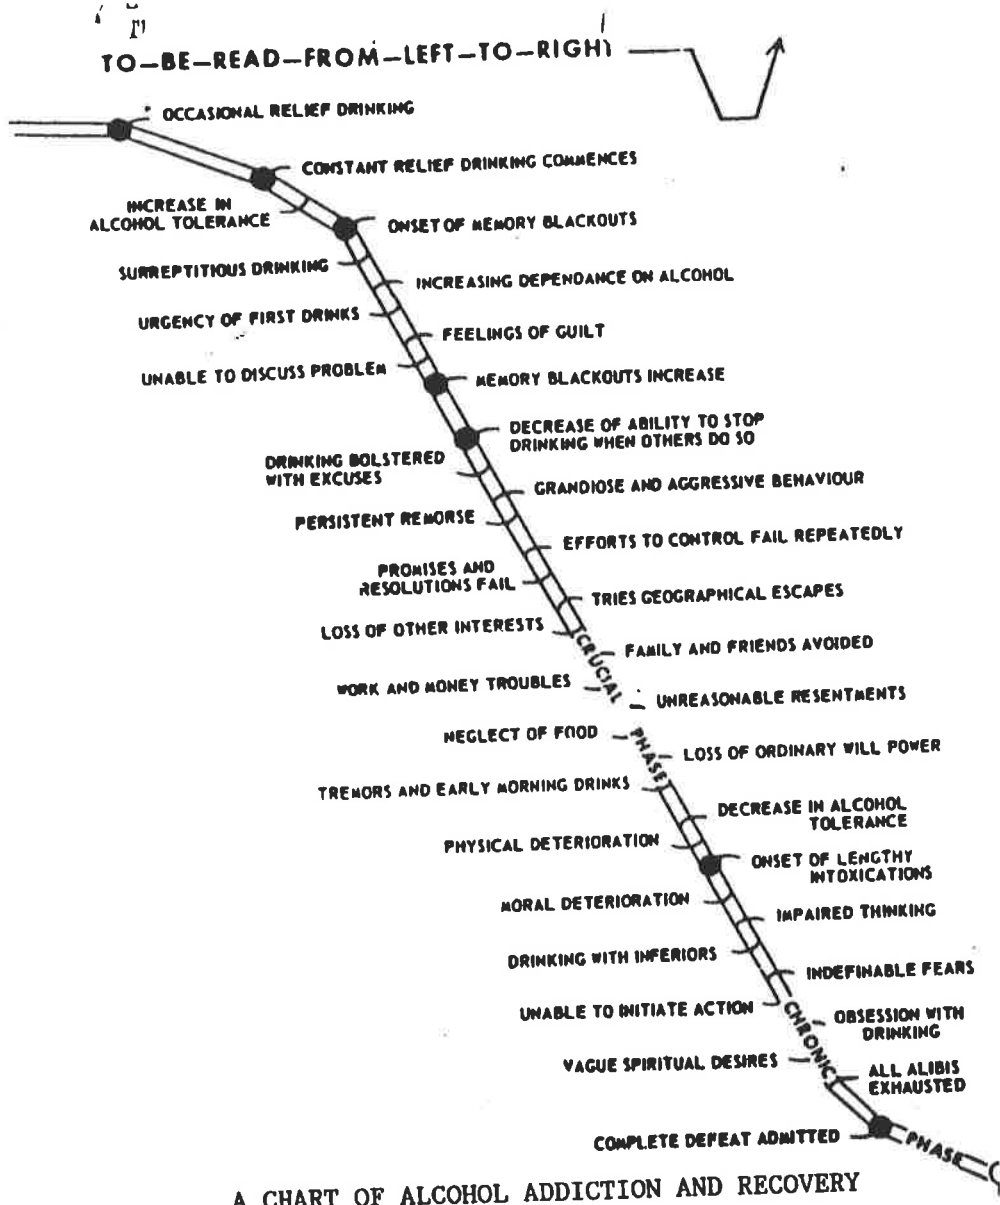 TO—BE—READ—FROM—LEFT—TO—RIGHT
OCCASIONAL RELIEF DRINKING
CONSTANT RELIEF DRINKING COMMENCES
INCREASE IN
ALCOHOL TOLERANCE
ONSET OF MEMORY BLACKOUTS
SURREPTITIOUS DRINKING
INCREASING DEPENDANCE ON ALCOHOL
URGENCY OF FIRST DRINKS
FEELINGS OF GUILT
UNABLE TO DISCUSS PROBLEM
MEMORY BLACKOUTS INCREASE
DECREASE OF ABILITY TO STOP
DRINKING WHEN OTHERS DO SO
DRINKING BOLSTERED
WITH EXCUSES
GRANDIOSE AND AGGRESSIVE BEHAVIOUR
PERSISTENT REMORSE
EFFORTS TO CONTROL FAIL REPEATEDLY
PROMISES AND
RESOLUTIONS FAIL
TRIES GEOGRAPHICAL ESCAPES
LOSS OF OTHER INTERESTS
CRUCIAL
FAMILY AND FRIENDS AVOIDED
WORK AND MONEY TROUBLES
UNREASONABLE RESENTMENTS
NEGLECT OF FOOD
PHASE
LOSS OF ORDINARY WILL POWER
TREMORS AND EARLY MORNING DRINKS
DECREASE IN ALCOHOL
TOLERANCE
PHYSICAL DETERIORATION
ONSET OF LENGTHY
INTOXICATIONS
MORAL DETERIORATION
IMPAIRED THINKING
DRINKING WITH INFERIORS
INDEFINABLE FEARS
UNABLE TO INITIATE ACTION
CHRONIC
OBSESSION WITH
DRINKING
VAGUE SPIRITUAL DESIRES
ALL ALIBIS
EXHAUSTED
COMPLETE DEFEAT ADMITTED
PHASE
A CHART OF ALCOHOL ADDICTION AND RECOVERY